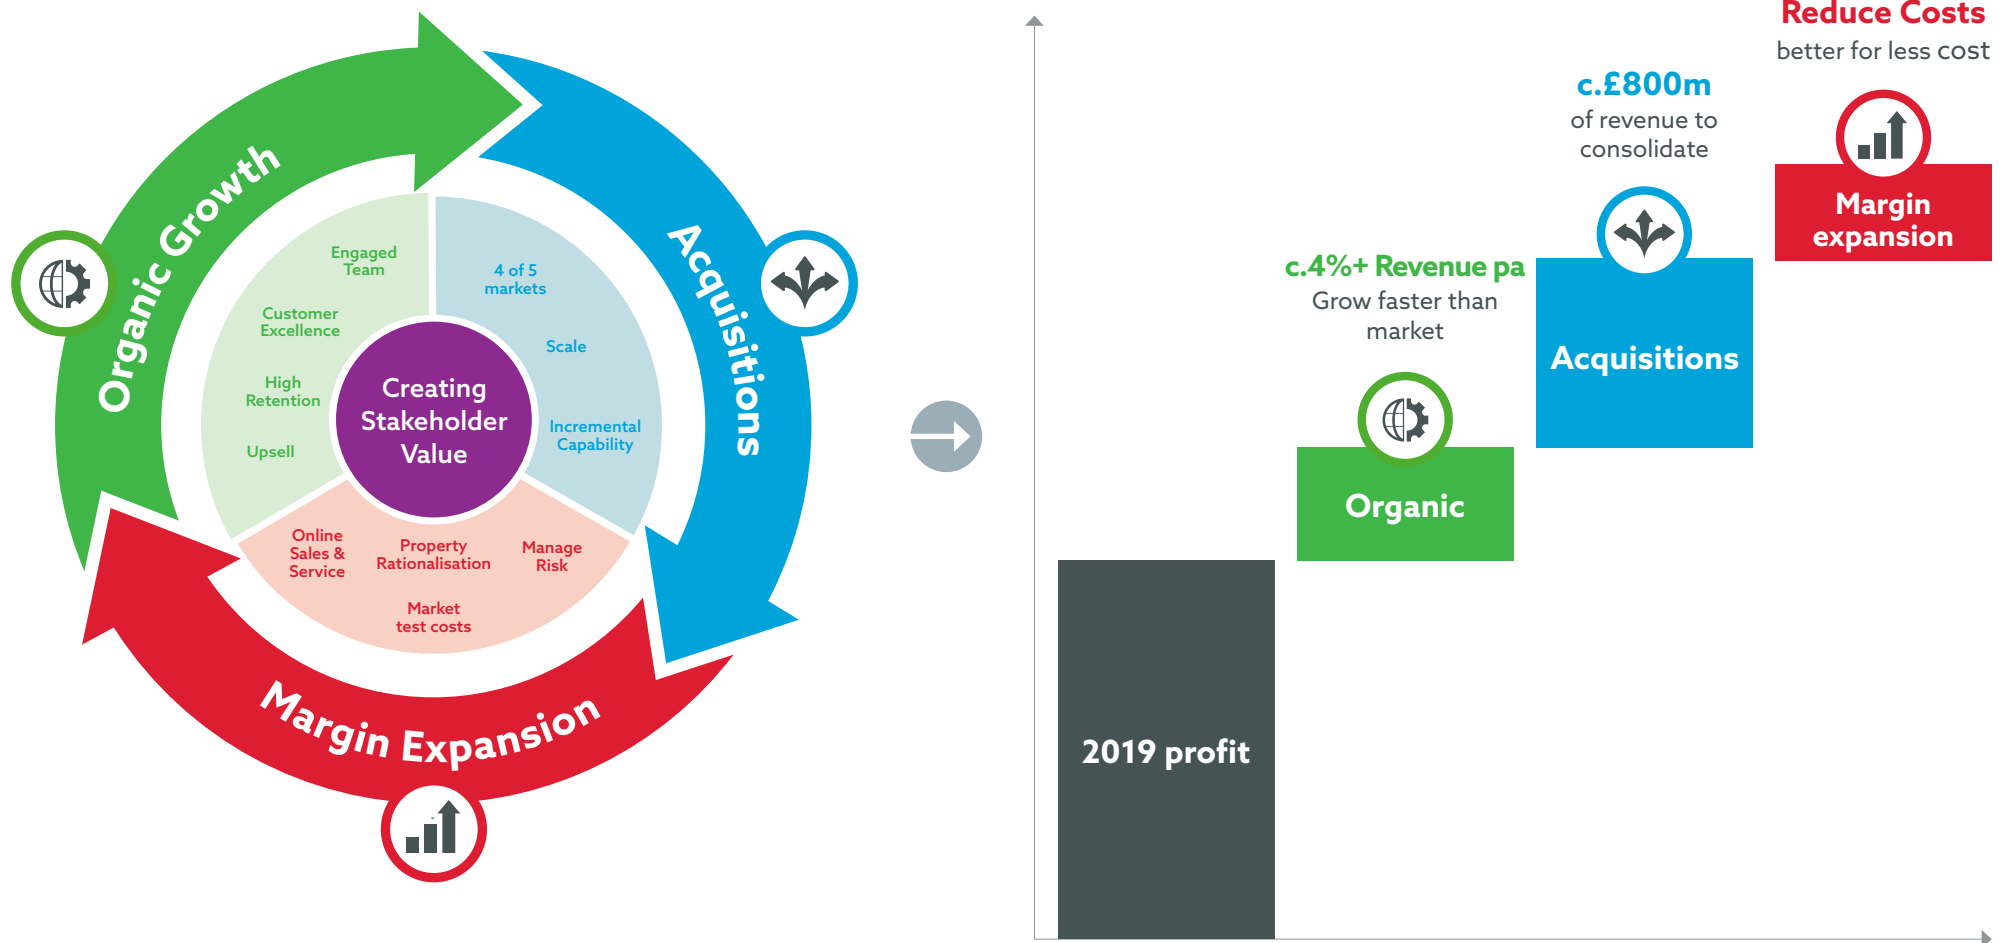 Organic Growth
Engaged
Team
Customer
Excellence
High
Retention
Upsell
Acquisitions
4 of 5
markets
Scale
Incremental
Capability
Creating
Stakeholder
Value
Online
Sales &
Service
Property
Rationalisation
Manage
Risk
Market
test costs
Margin Expansion
2019 profit
c.4%+ Revenue pa
Grow faster than
market
Organic
c.£800m
of revenue to
consolidate
Acquisitions
Reduce Costs
better for less cost
Margin
expansion